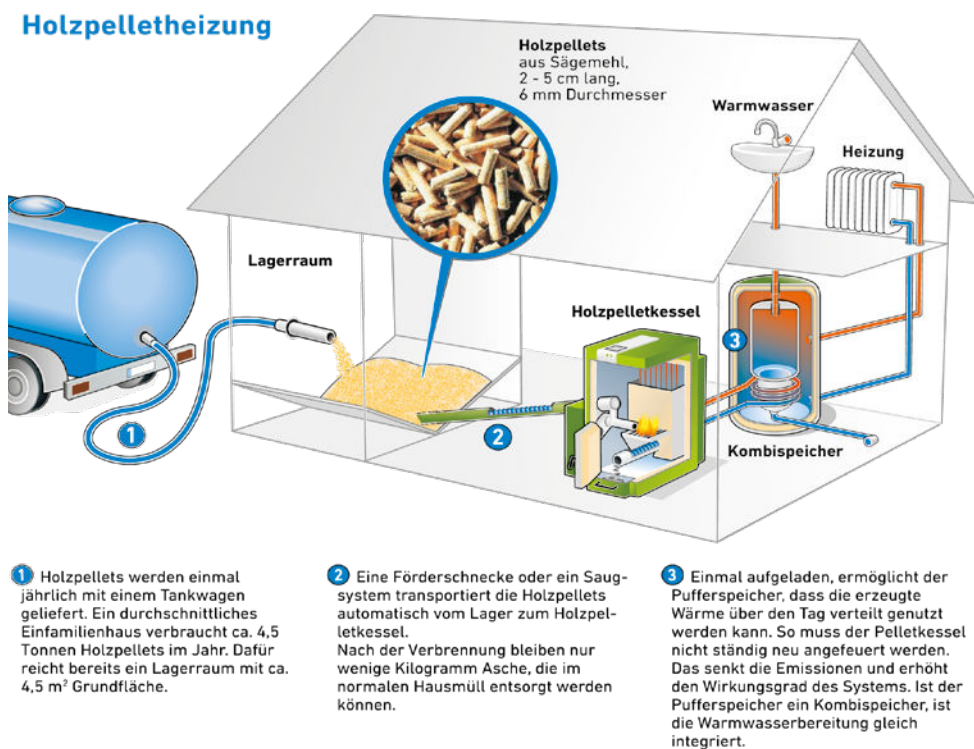 Holzpelletheizung
Holzpellets
aus Sägemehl,
2 - 5 cm lang,
6 mm Durchmesser
Warmwasser
Heizung
Lagerraum
Holzpelletkessel
3
1
2
Kombispeicher
1 Holzpellets werden einmal
jährlich mit einem Tankwagen
geliefert. Ein durchschnittliches
Einfamilienhaus verbraucht ca. 4,5
Tonnen Holzpellets im Jahr. Dafür
reicht bereits ein Lagerraum mit ca.
4,5 m² Grundfläche.
2 Eine Förderschnecke oder ein Saug-
system transportiert die Holzpellets
automatisch vom Lager zum Holzpel-
letkessel.
Nach der Verbrennung bleiben nur
wenige Kilogramm Asche, die im
normalen Hausmüll entsorgt werden
können.
3 Einmal aufgeladen, ermöglicht der
Pufferspeicher, dass die erzeugte
Wärme über den Tag verteilt genutzt
werden kann. So muss der Pelletkessel
nicht ständig neu angefeuert werden.
Das senkt die Emissionen und erhöht
den Wirkungsgrad des Systems. Ist der
Pufferspeicher ein Kombispeicher, ist
die Warmwasserbereitung gleich
integriert.